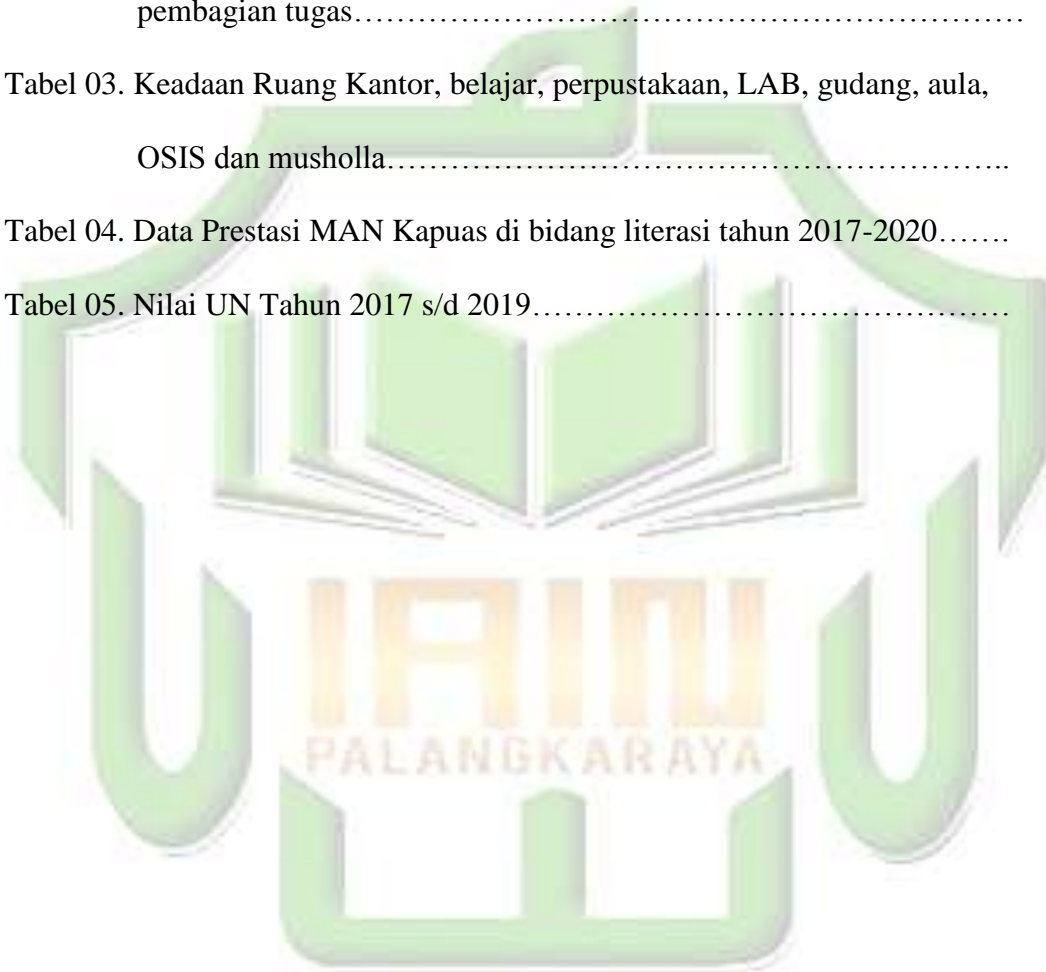 pembagian tugas………………………………………………………
Tabel 03. Keadaan Ruang Kantor, belajar, perpustakaan, LAB, gudang, aula,
OSIS dan musholla…………………………………………………..
Tabel 04. Data Prestasi MAN Kapuas di bidang literasi tahun 2017-2020…….
Tabel 05. Nilai UN Tahun 2017 s/d 2019………………………………………
IAIN
PALANGKARAYA